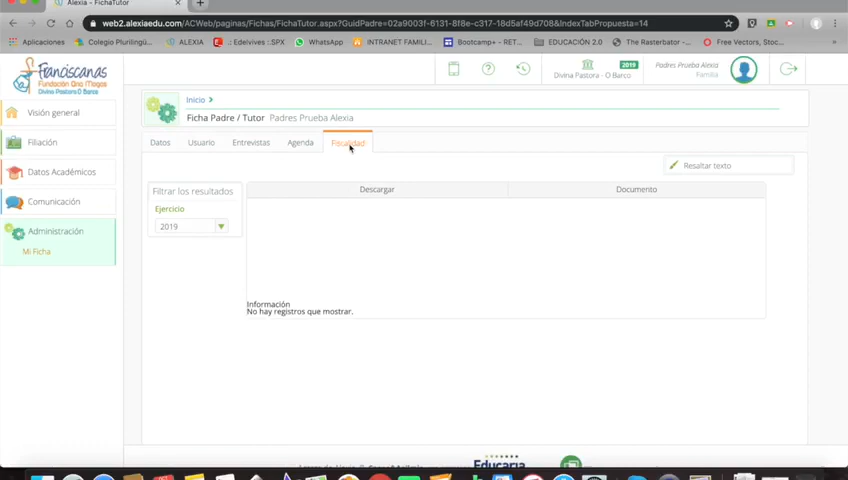 Alexia - FichaTutor
web2.alexiaedu.com/ACWeb/paginas/Fichas/FichaTutor.aspx?GuidPadre=02a9003f-6131-8f8e-c317-18d5af49d708&IndexTabPropuesta=14
Aplicaciones
Colegio Plurilingü...
ALEXIA
.: Edelvives : SPX
WhatsApp
INTRANET FAMILI...
Bootcamp+ - RET...
EDUCACIÓN 2.0
The Rasterbator -...
Free Vectors, Stoc...
Franciscanas
Divina Pastora - O Barco
2019
Divina Pastora - O Barco
Padres Prueba Alexia
Familia
Inicio
Ficha Padre / Tutor Padres Prueba Alexia
Visión general
Filiación
Datos Académicos
Comunicación
Administración
Mi Ficha
Datos
Usuario
Entrevistas
Agenda
Fiscalidad
Resaltar texto
Filtrar los resultados
Ejercicio
2019
Descargar
Documento
Información
No hay registros que mostrar.
Educaria